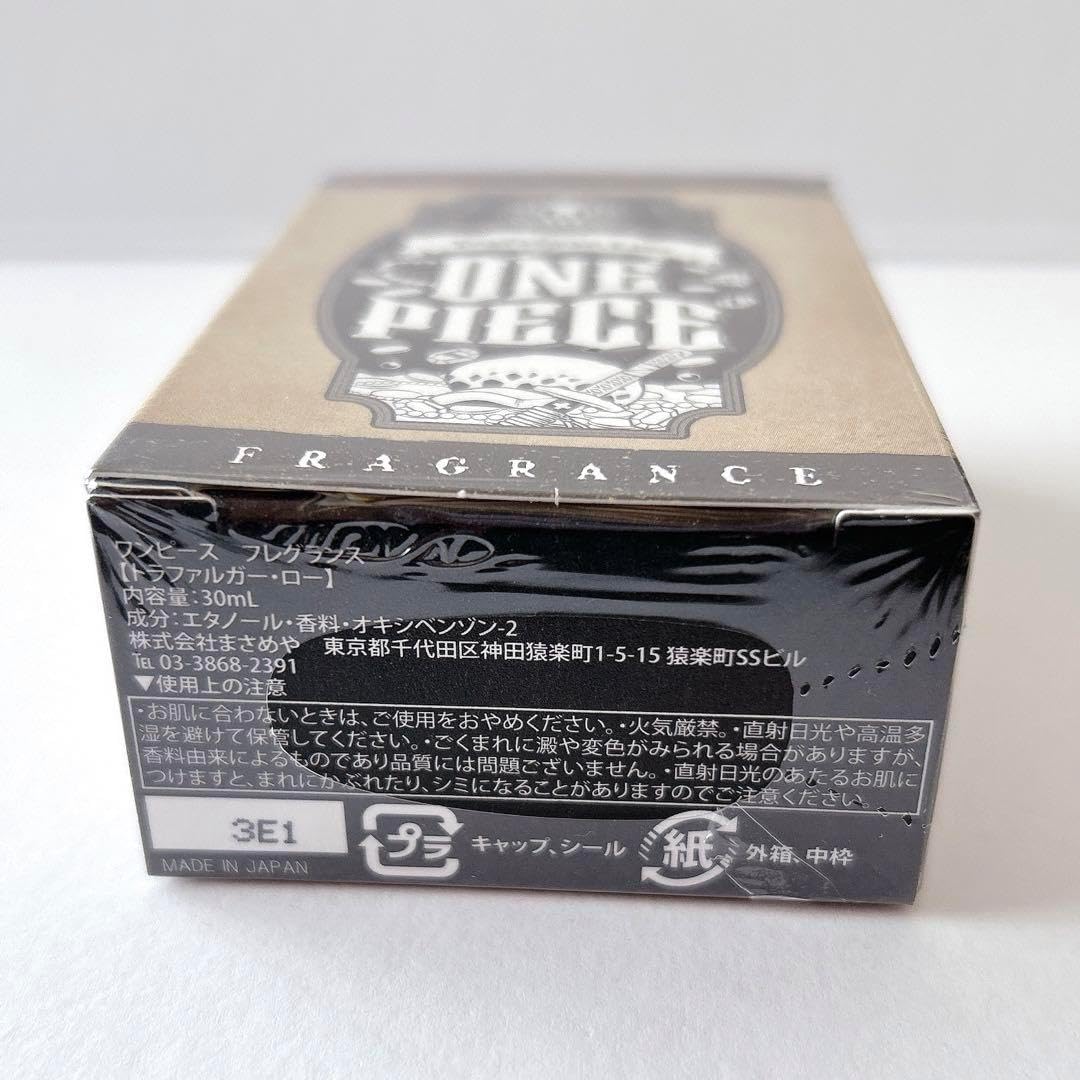 ONE
PIECE
FRAGRANCE
ワンピース　フレグランス
【トラファルガー・ロー】
内容量：30mL
成分：エタノール・香料・オキシベンゾン-2
株式会社まさめや　東京都千代田区神田猿楽町1-5-15 猿楽町SSビル
℡ 03-3868-2391
▼使用上の注意
・お肌に合わないときは、ご使用をおやめください。・火気厳禁。・直射日光や高温多
湿を避けて保管してください。・ごくまれに澱や変色がみられる場合がありますが、
香料由来によるものであり品質には問題ございません。・直射日光のあたるお肌に
つけますと、まれにかぶれたり、シミになることがありますのでご注意ください。
3E1
プラ キャップ、シール
紙 外箱、中枠
MADE IN JAPAN